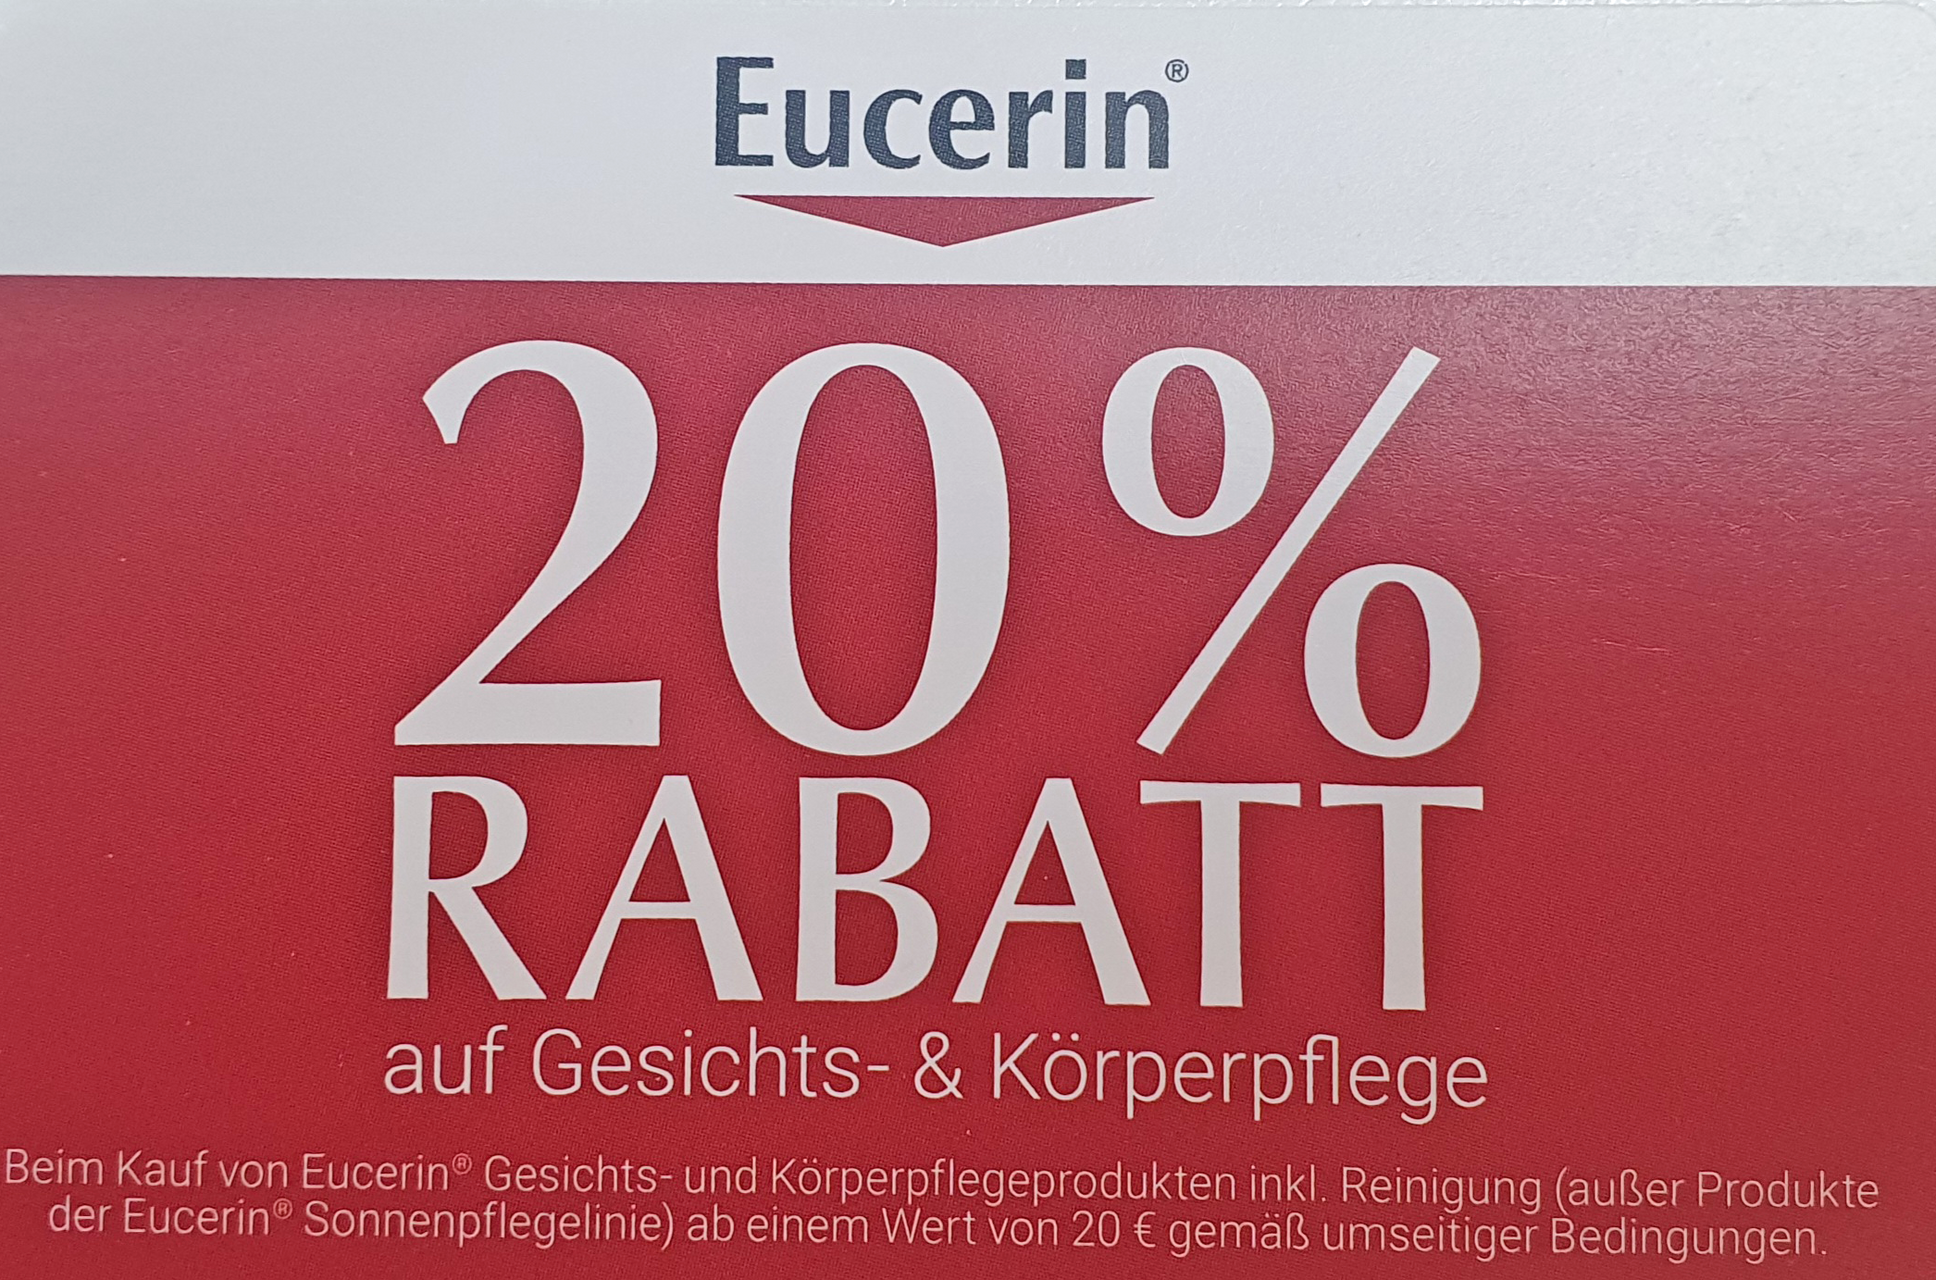 Eucerin®
20%
RABATT
auf Gesichts- & Körperpflege
Beim Kauf von Eucerin® Gesichts- und Körperpflegeprodukten inkl. Reinigung (außer Produkte
der Eucerin® Sonnenpflegelinie) ab einem Wert von 20 € gemäß umseitiger Bedingungen.